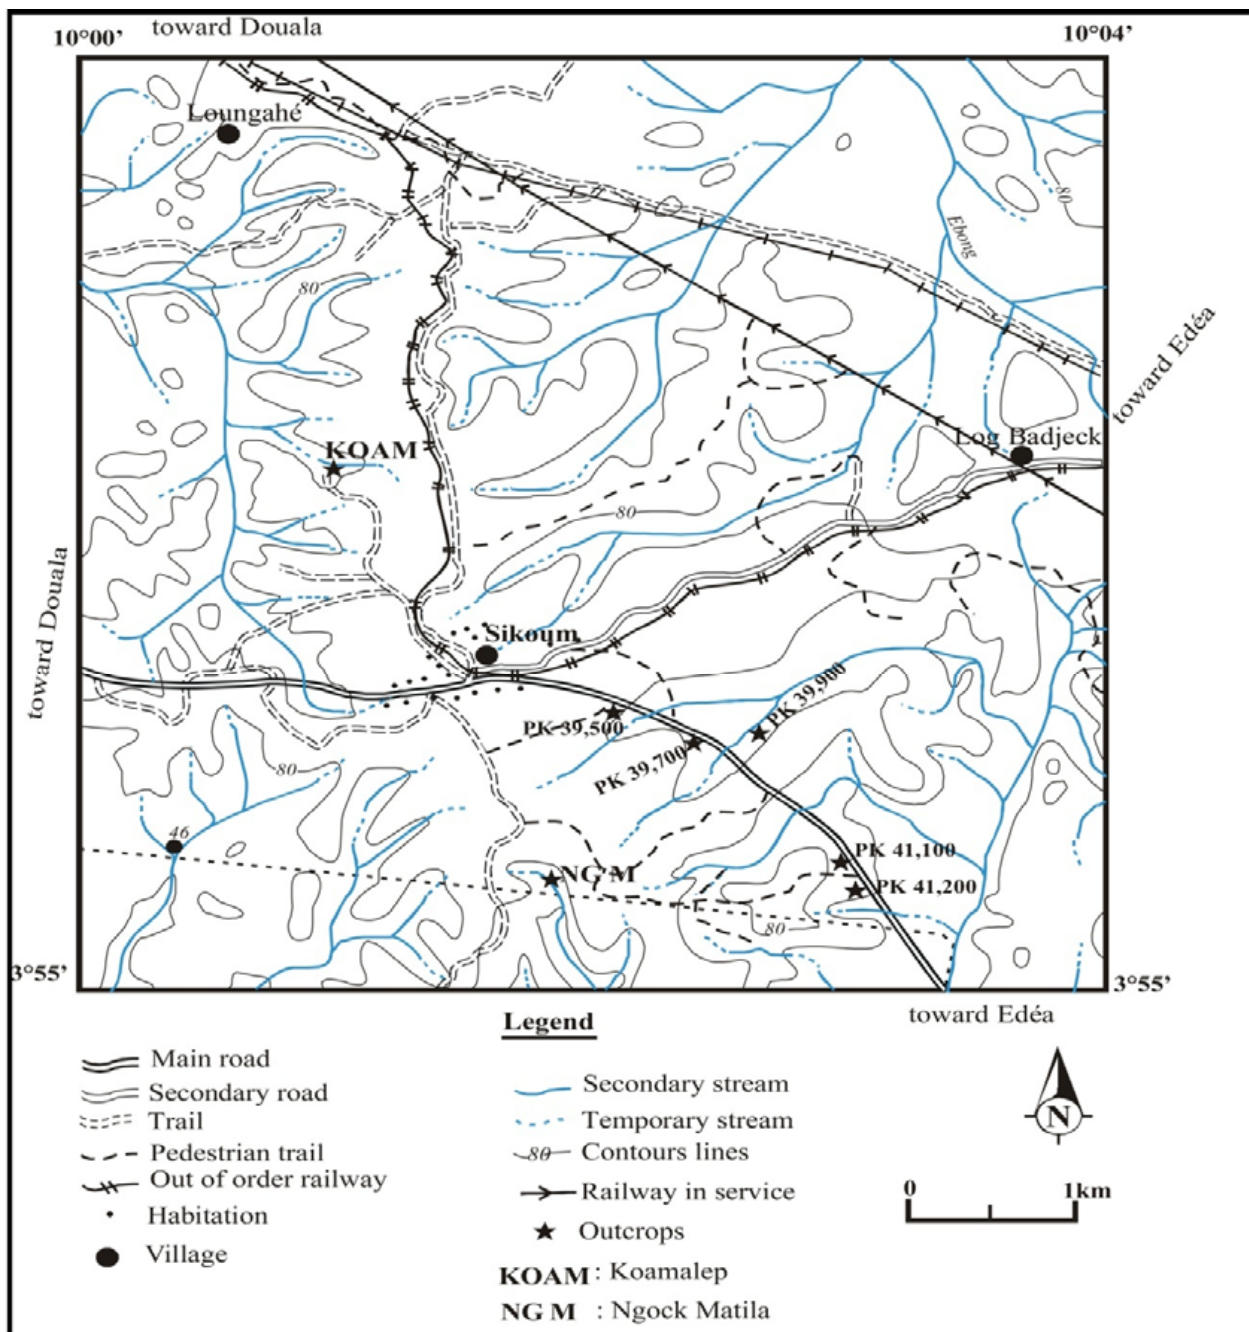 toward Douala
10°00’
10°04’
Loungahé
80
Ebong
80
toward Edéa
KOAM
Log Badjeck
80
toward Douala
Sikoum
PK 39,500
PK 39,900
PK 39,700
80
46
PK 41,100
NG M
PK 41,200
80
3°55’
3°55’
toward Edéa
Legend
Main road
Secondary road
Trail
Pedestrian trail
Out of order railway
Habitation
Village
Secondary stream
Temporary stream
80 Contours lines
Railway in service
Outcrops
KOAM : Koamalep
NG M : Ngock Matila
N
0 1km